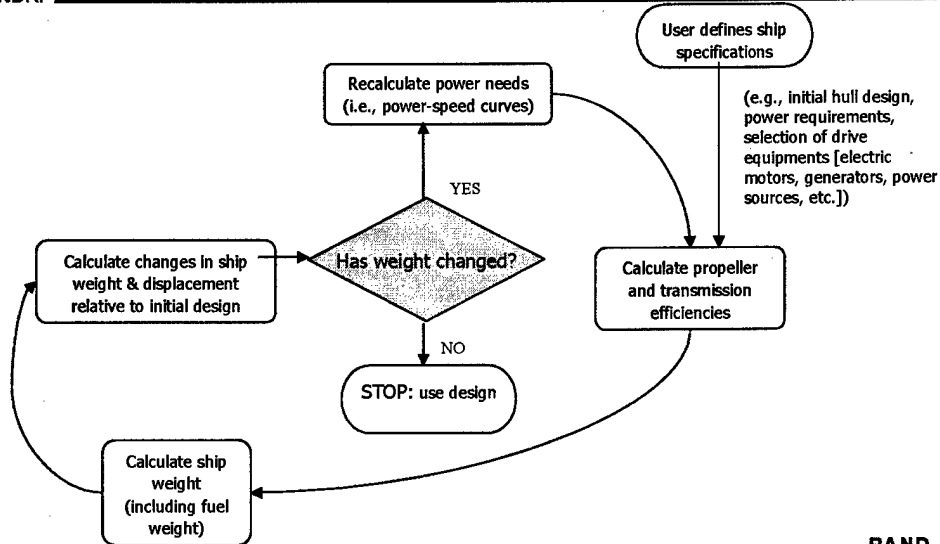 User defines ship
specifications
Recalculate power needs
(i.e., power-speed curves)
(e.g., initial hull design,
power requirements,
selection of drive
equipments [electric
motors, generators, power
sources, etc.])
YES
Calculate changes in ship
weight & displacement
relative to initial design
Has weight changed?
Calculate propeller
and transmission
efficiencies
NO
STOP: use design
Calculate ship
weight
(including fuel
weight)